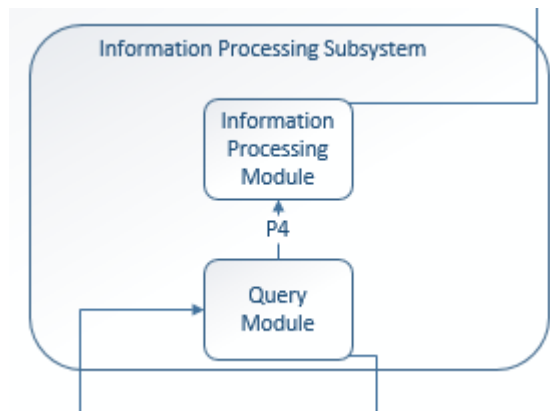 Information Processing Subsystem
Information
Processing
Module
P4
Query
Module